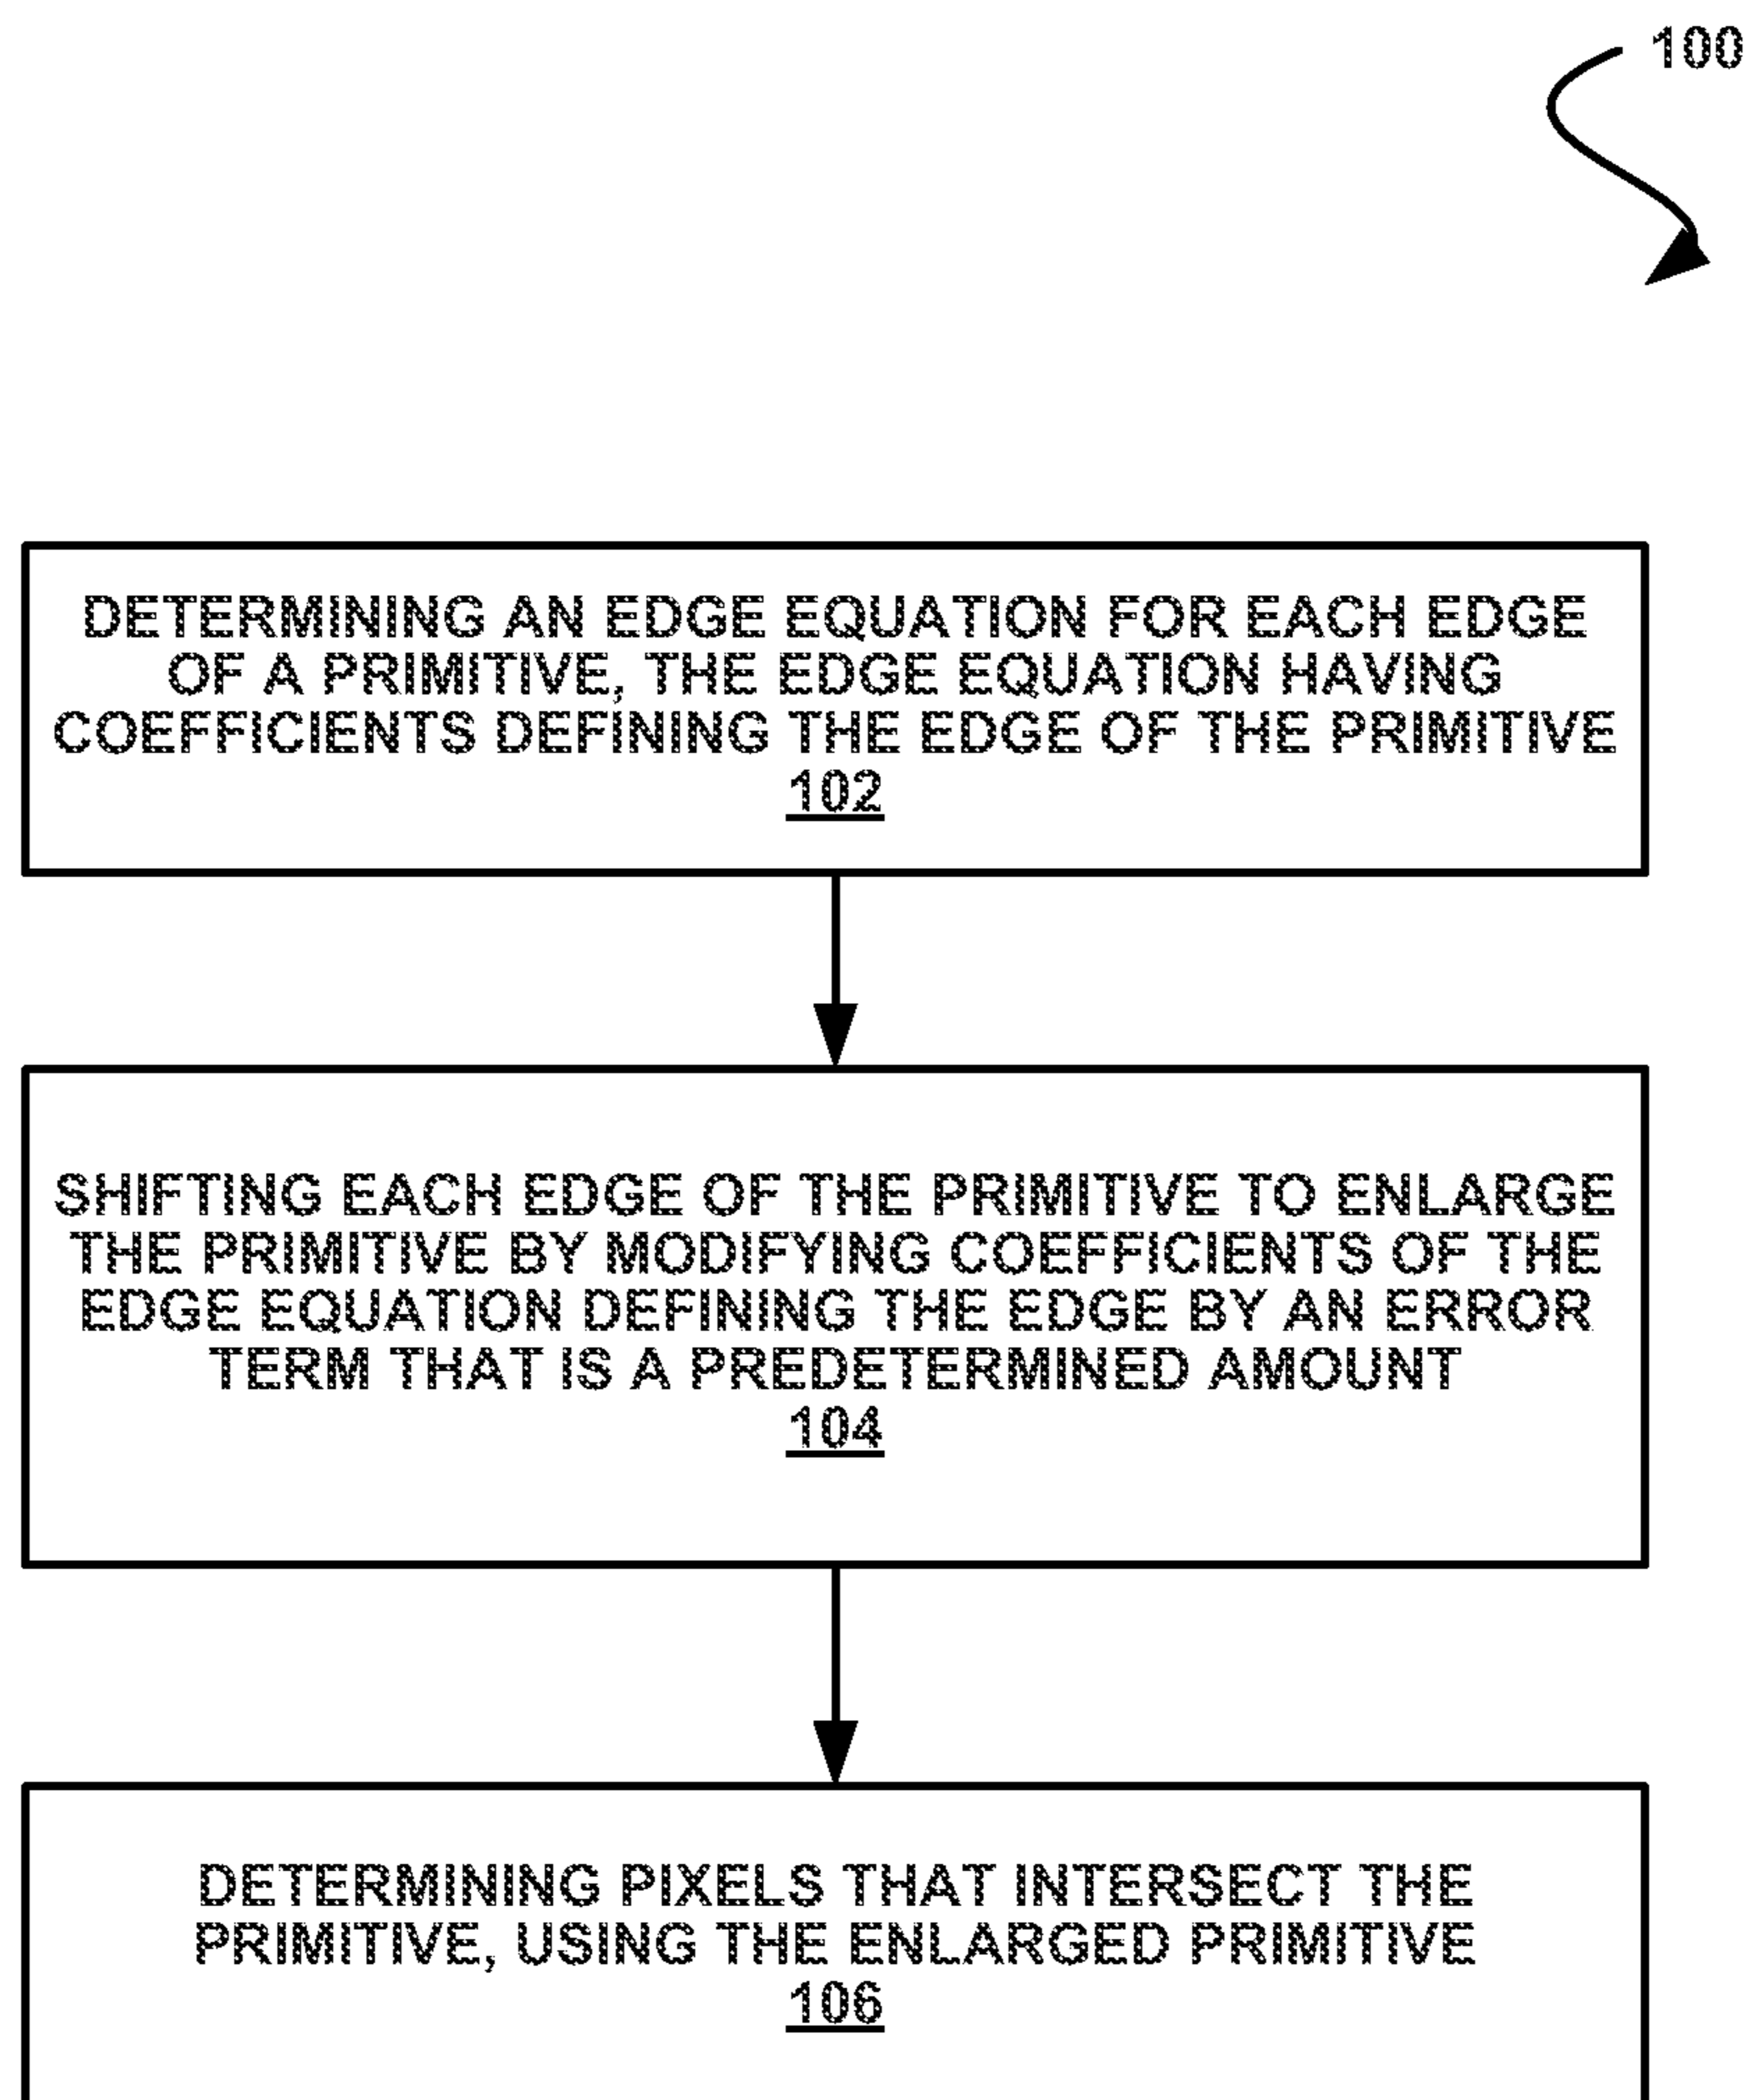 100
DETERMINING AN EDGE EQUATION FOR EACH EDGE
OF A PRIMITIVE, THE EDGE EQUATION HAVING
COEFFICIENTS DEFINING THE EDGE OF THE PRIMITIVE
102
SHIFTING EACH EDGE OF THE PRIMITIVE TO ENLARGE
THE PRIMITIVE BY MODIFYING COEFFICIENTS OF THE
EDGE EQUATION DEFINING THE EDGE BY AN ERROR
TERM THAT IS A PREDETERMINED AMOUNT
104
DETERMINING PIXELS THAT INTERSECT THE
PRIMITIVE, USING THE ENLARGED PRIMITIVE
106